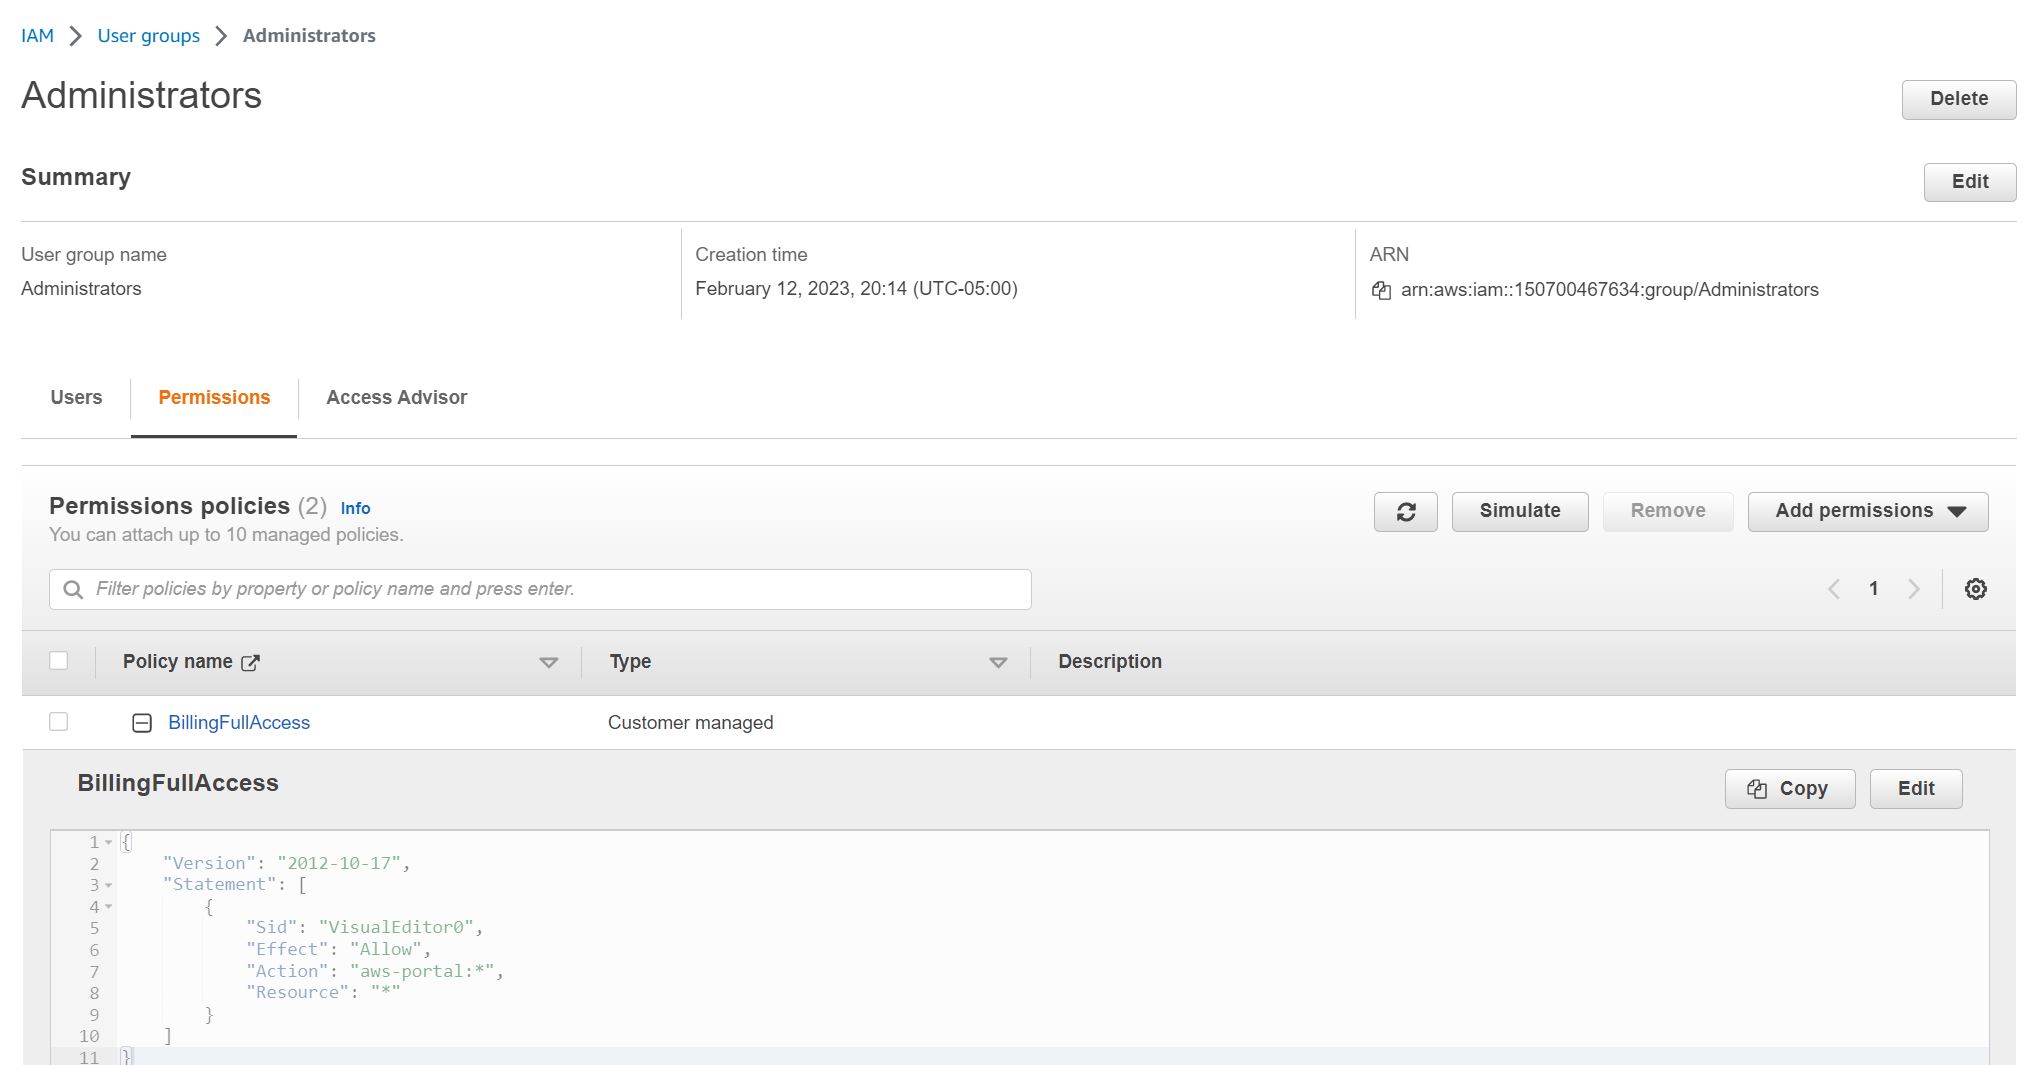 IAM > User groups > Administrators
Administrators
Delete
Summary
Edit
User group name
Administrators
Creation time
February 12, 2023, 20:14 (UTC-05:00)
ARN
arn:aws:iam::150700467634:group/Administrators
Users
Permissions
Access Advisor
Permissions policies (2) Info
You can attach up to 10 managed policies.
Simulate
Remove
Add permissions
Filter policies by property or policy name and press enter.
1
Policy name
Type
Description
BillingFullAccess
Customer managed
BillingFullAccess
Copy
Edit
1 {
2     "Version": "2012-10-17",
3     "Statement": [
4         {
5             "Sid": "VisualEditor0",
6             "Effect": "Allow",
7             "Action": "aws-portal:*",
8             "Resource": "*"
9         }
10     ]
11 }